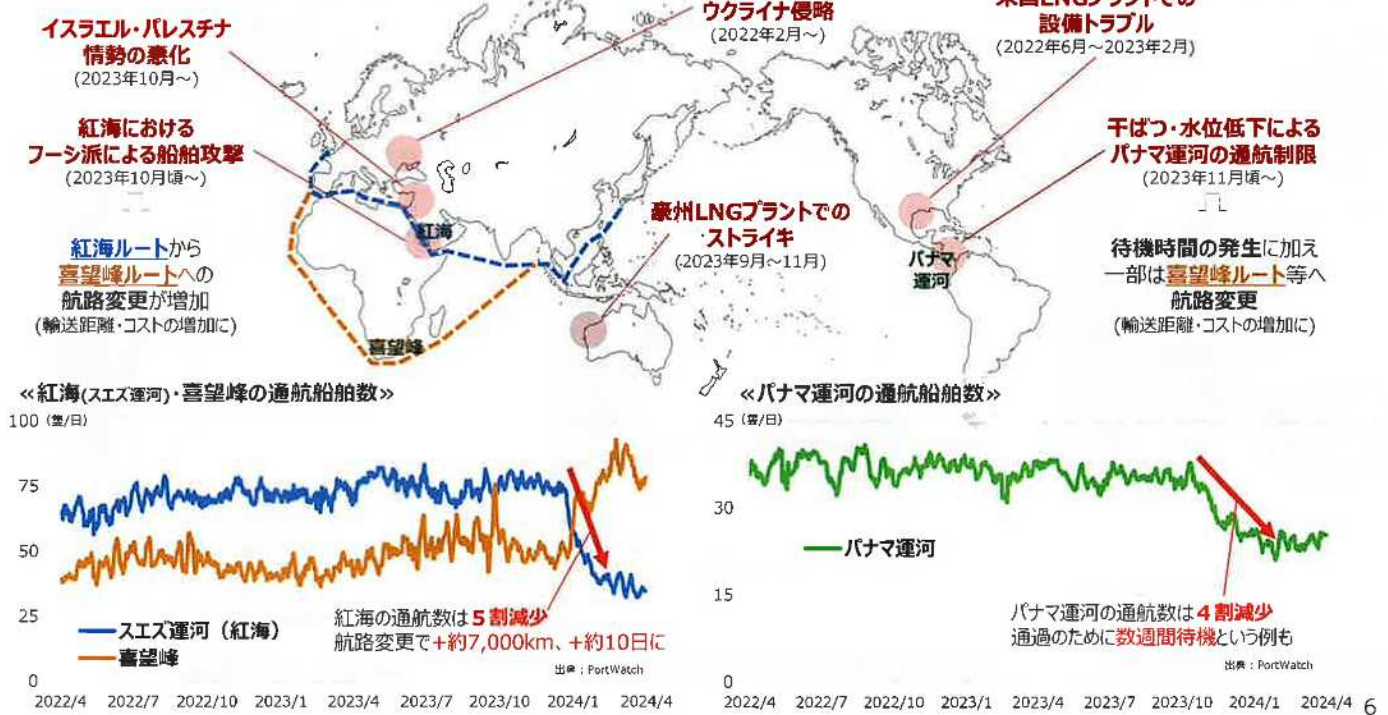 イスラエル・パレスチナ
情勢の悪化
(2023年10月~)
紅海における
フーシ派による船舶攻撃
(2023年10月頃~)
紅海ルートから
喜望峰ルートへの
航路変更が増加
(輸送距離・コストの増加に)
ウクライナ侵略
(2022年2月~)
米国LNGプラントでの
設備トラブル
(2022年6月~2023年2月)
干ばつ・水位低下による
パナマ運河の通航制限
(2023年11月頃~)
待機時間の発生に加え
一部は喜望峰ルート等へ
航路変更
(輸送距離・コストの増加に)
豪州LNGプラントでの
ストライキ
(2023年9月~11月)
紅海
喜望峰
パナマ
運河
≪紅海(スエズ運河)・喜望峰の通航船舶数≫
100 (隻/日)
75
50
25
0
スエズ運河(紅海)
喜望峰
紅海の通航数は5割減少
航路変更で+約7,000km、+約10日に
出典:PortWatch
2022/4 2022/7 2022/10 2023/1 2023/4 2023/7 2023/10 2024/1 2024/4
≪パナマ運河の通航船舶数≫
45 (隻/日)
30
15
0
パナマ運河
パナマ運河の通航数は4割減少
通過のために数週間待機という例も
出典:PortWatch
2022/4 2022/7 2022/10 2023/1 2023/4 2023/7 2023/10 2024/1 2024/4
6